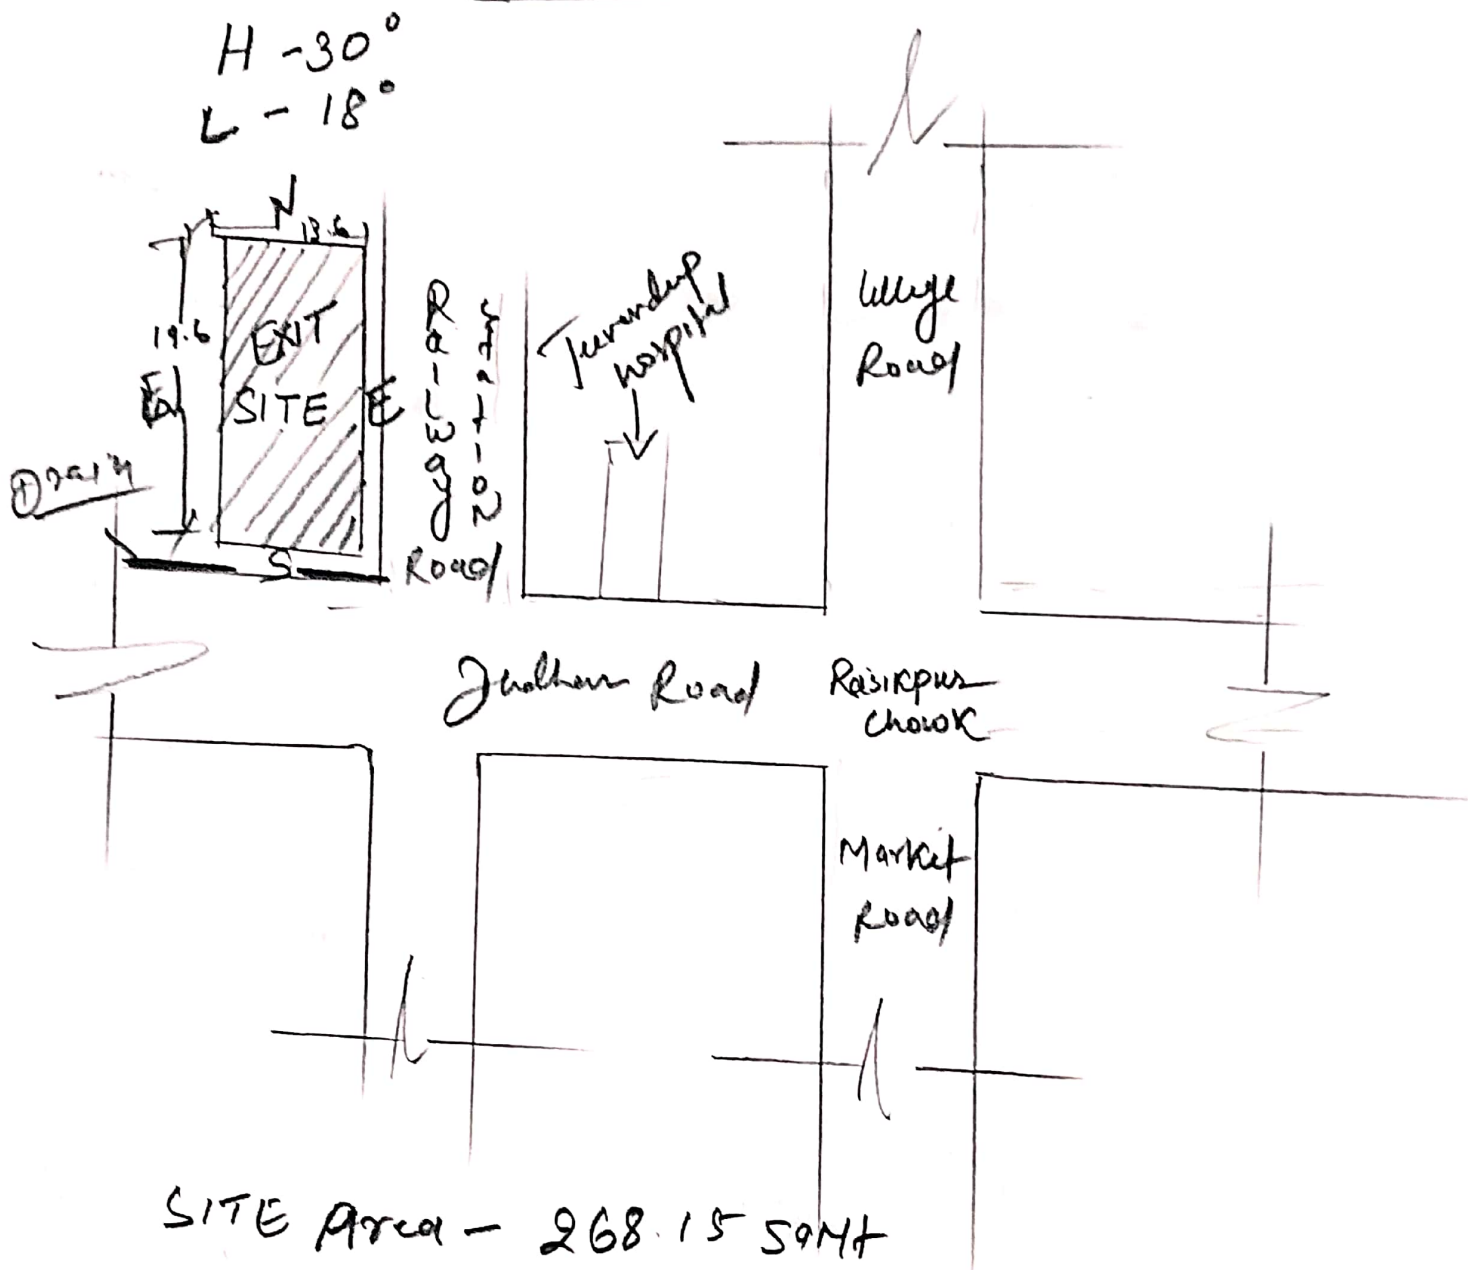 H - 30°
L - 18°
N
13.6
19.6
EXIT
SITE
E
Drain
S
Railway
Station
Road
hospital
Road
Road
Rasikpur
Chowk
Markit
Road
SITE Area - 268.15 SqMt